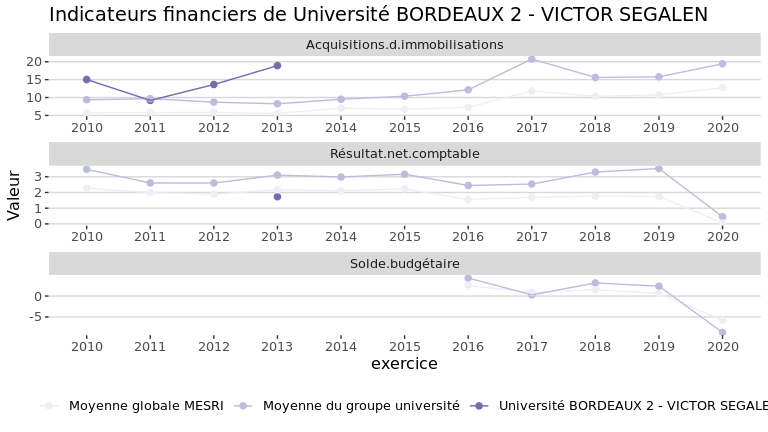 Indicateurs financiers de Université BORDEAUX 2 - VICTOR SEGALEN
Acquisitions.d.immobilisations
20
15
10
5
2010 2011 2012 2013 2014 2015 2016 2017 2018 2019 2020
Résultat.net.comptable
3
2
1
0
2010 2011 2012 2013 2014 2015 2016 2017 2018 2019 2020
Valeur
Solde.budgétaire
0
-5
2010 2011 2012 2013 2014 2015 2016 2017 2018 2019 2020
exercice
Moyenne globale MESRI Moyenne du groupe université Université BORDEAUX 2 - VICTOR SEGALE